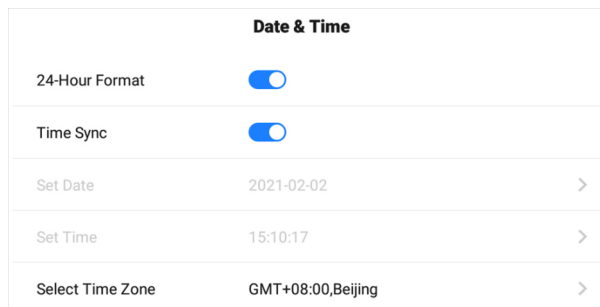 Date & Time
24-Hour Format
Time Sync
Set Date 2021-02-02
Set Time 15:10:17
Select Time Zone GMT+08:00,Beijing